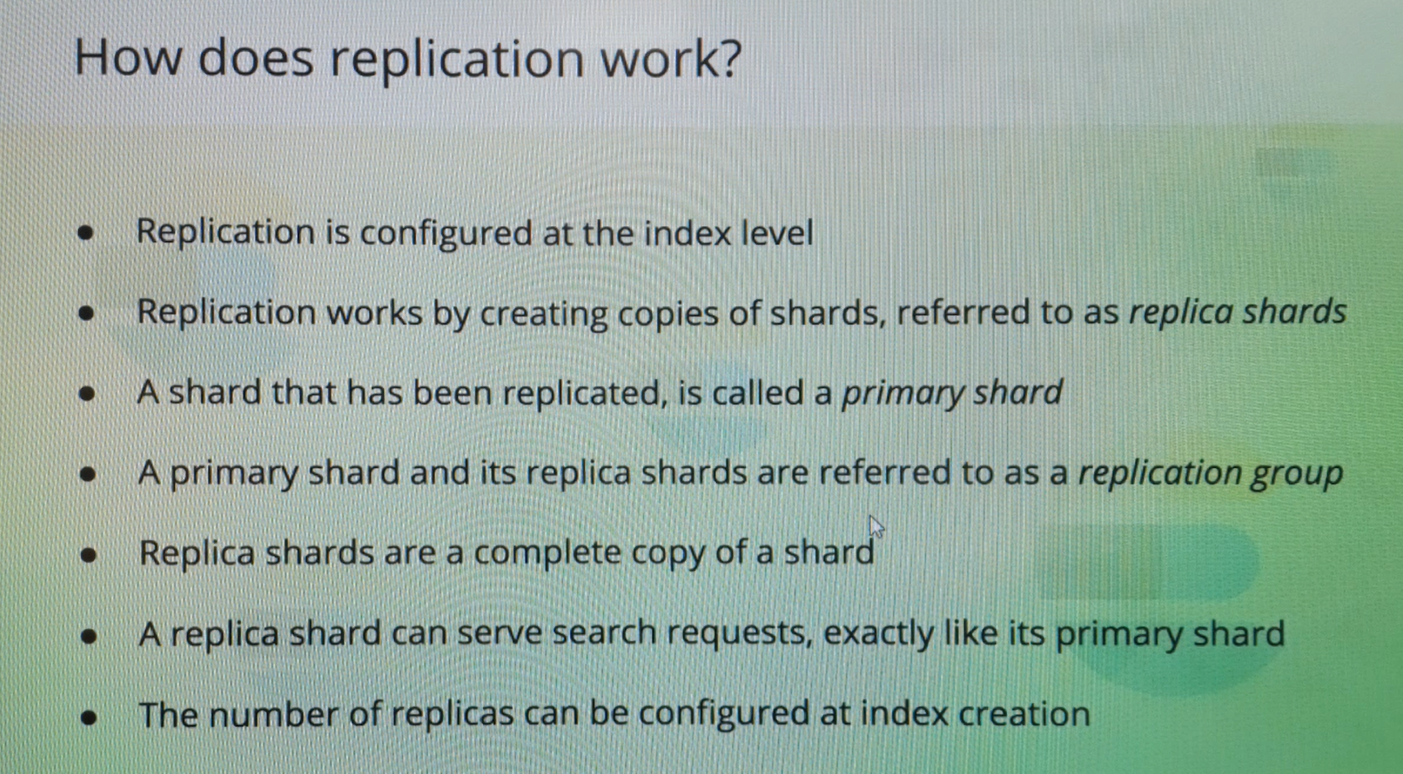 How does replication work?
● Replication is configured at the index level
● Replication works by creating copies of shards, referred to as replica shards
● A shard that has been replicated, is called a primary shard
● A primary shard and its replica shards are referred to as a replication group
● Replica shards are a complete copy of a shard
● A replica shard can serve search requests, exactly like its primary shard
● The number of replicas can be configured at index creation